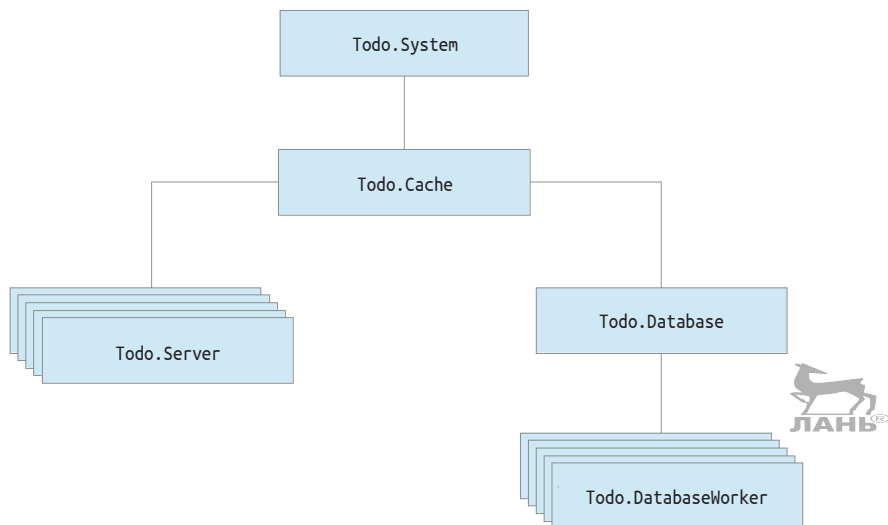 Todo.System
Todo.Cache
Todo.Server
Todo.Database
ЛАНЬ®
Todo.DatabaseWorker